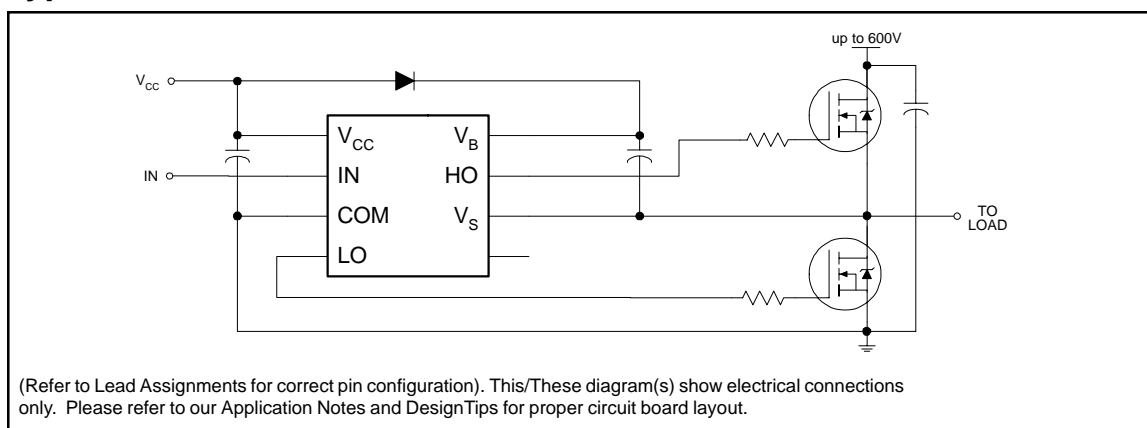 up to 600V
VCC
VCC
VB
IN
IN
HO
COM
VS
TO
LOAD
LO
(Refer to Lead Assignments for correct pin configuration). This/These diagram(s) show electrical connections
only. Please refer to our Application Notes and DesignTips for proper circuit board layout.